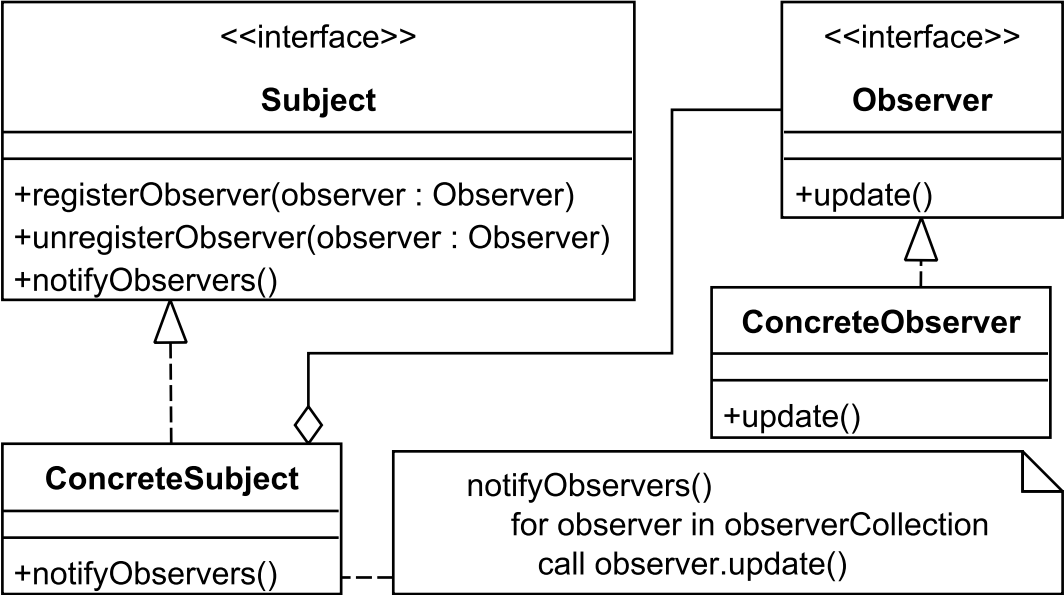 <<interface>>
Subject
+registerObserver(observer : Observer)
+unregisterObserver(observer : Observer)
+notifyObservers()
<<interface>>
Observer
+update()
ConcreteObserver
+update()
ConcreteSubject
+notifyObservers()
notifyObservers()
for observer in observerCollection
call observer.update()